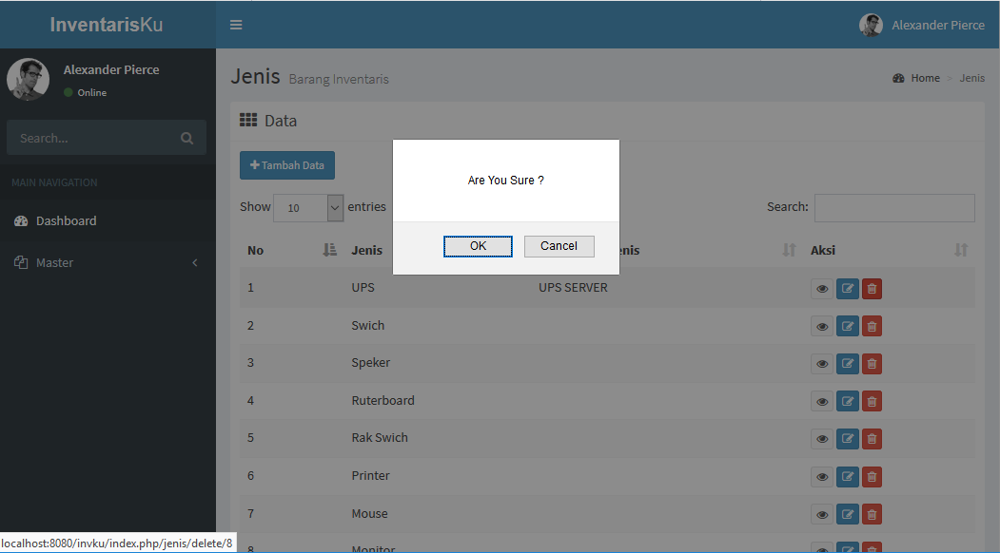 InventarisKu
Alexander Pierce
Alexander Pierce
Online
Search...
MAIN NAVIGATION
Dashboard
Master
Jenis Barang Inventaris
Home > Jenis
Data
Tambah Data
Show 10 entries
Search:
Are You Sure ?
OK Cancel
No Jenis enis Aksi
1 UPS UPS SERVER
2 Swich
3 Speker
4 Ruterboard
5 Rak Swich
6 Printer
7 Mouse
8 Monitor
localhost:8080/invku/index.php/jenis/delete/8